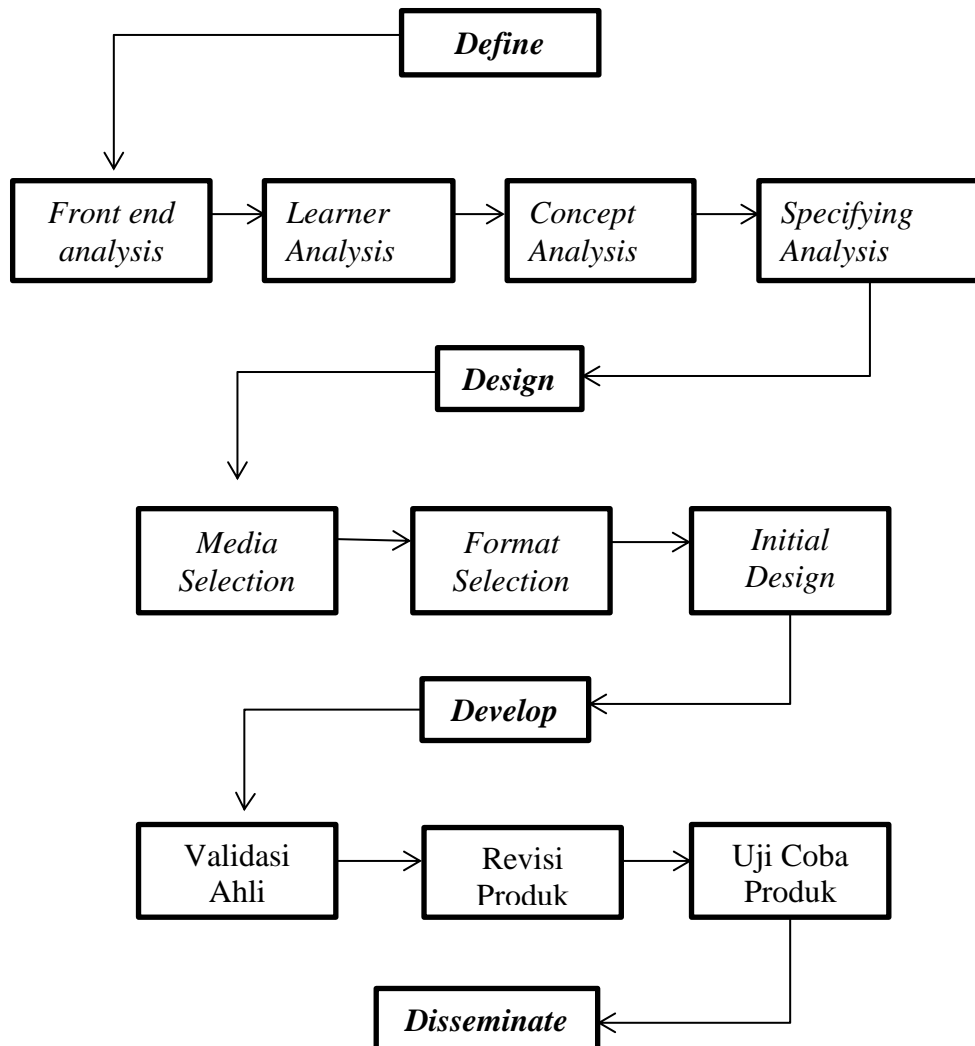 Define
Front end
analysis
Learner
Analysis
Concept
Analysis
Specifying
Analysis
Design
Media
Selection
Format
Selection
Initial
Design
Develop
Validasi
Ahli
Revisi
Produk
Uji Coba
Produk
Disseminate